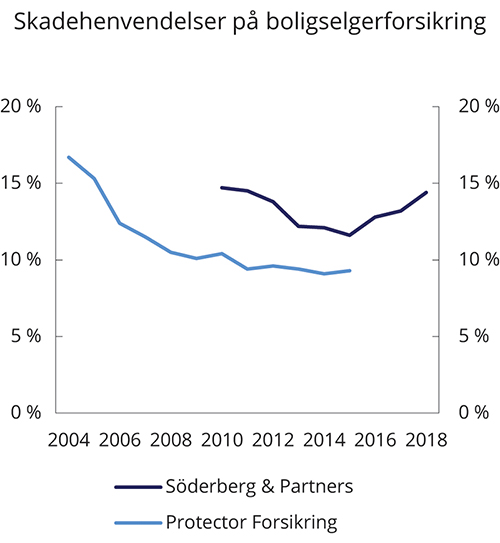 Skadehenvendelser på boligselgerforsikring
20 % 20 %
15 % 15 %
10 % 10 %
5 % 5 %
0 % 0 %
2004 2006 2008 2010 2012 2014 2016 2018
Söderberg & Partners
Protector Forsikring